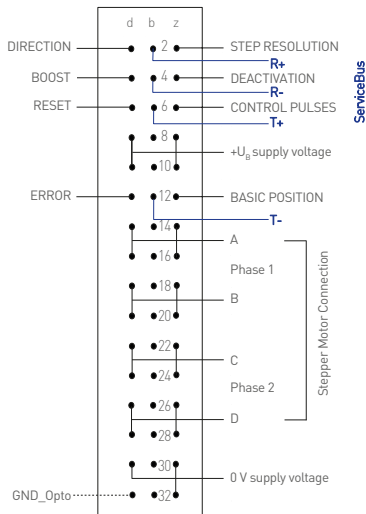 d b z
DIRECTION 2 STEP RESOLUTION
R+
BOOST 4 DEACTIVATION
R-
RESET 6 CONTROL PULSES
T+
8
+UB supply voltage
10
ERROR 12 BASIC POSITION
T-
14
A
16
Phase 1
18
B
20
22
C
24
Phase 2
26
D
28
30
0 V supply voltage
GND_Opto 32
ServiceBus
Stepper Motor Connection